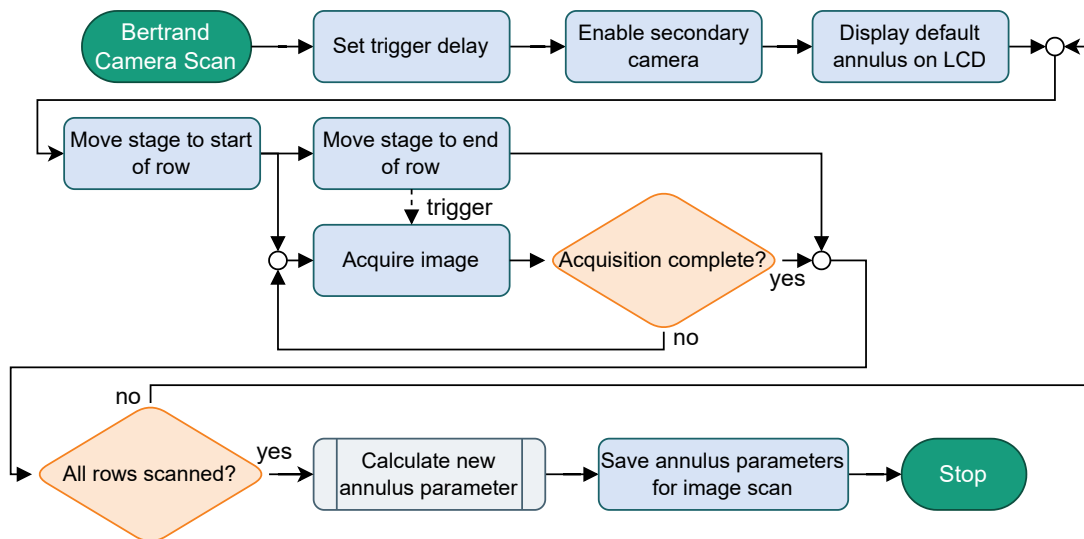 Bertrand
Camera Scan
Set trigger delay
Enable secondary
camera
Display default
annulus on LCD
Move stage to start
of row
Move stage to end
of row
trigger
Acquire image
Acquisition complete?
yes
no
no
All rows scanned?
yes
Calculate new
annulus parameter
Save annulus parameters
for image scan
Stop